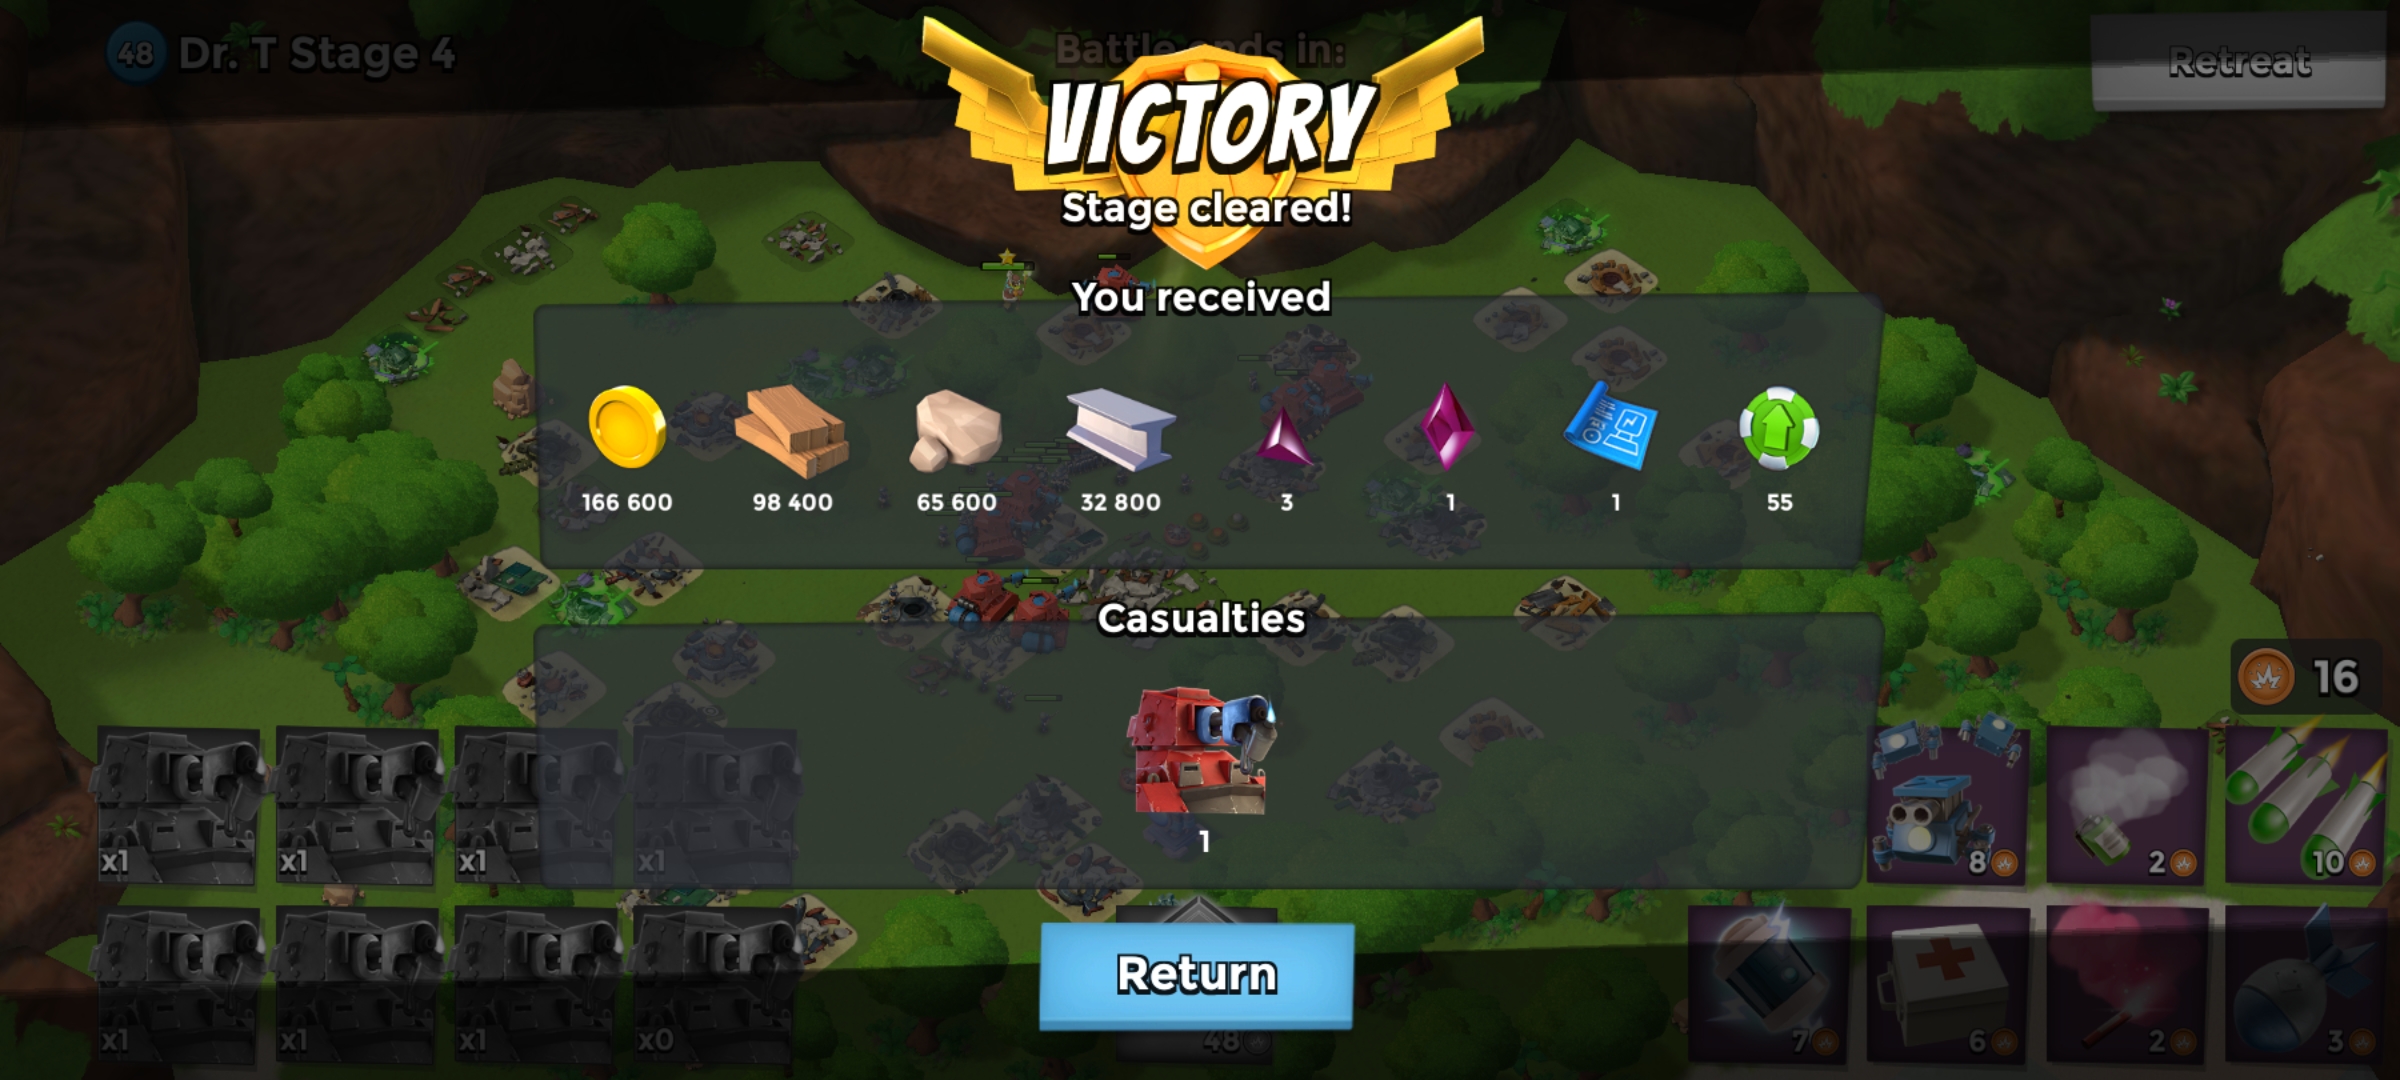 48 Dr. T Stage 4
Battle ends in:
Retreat
VICTORY
Stage cleared!
You received
166 600 98 400 65 600 32 800 3 1 1 55
Casualties
1
16
x1 x1 x1 x1
8 2 10
x1 x1 x1 x0
Return
48
7 6 2 3